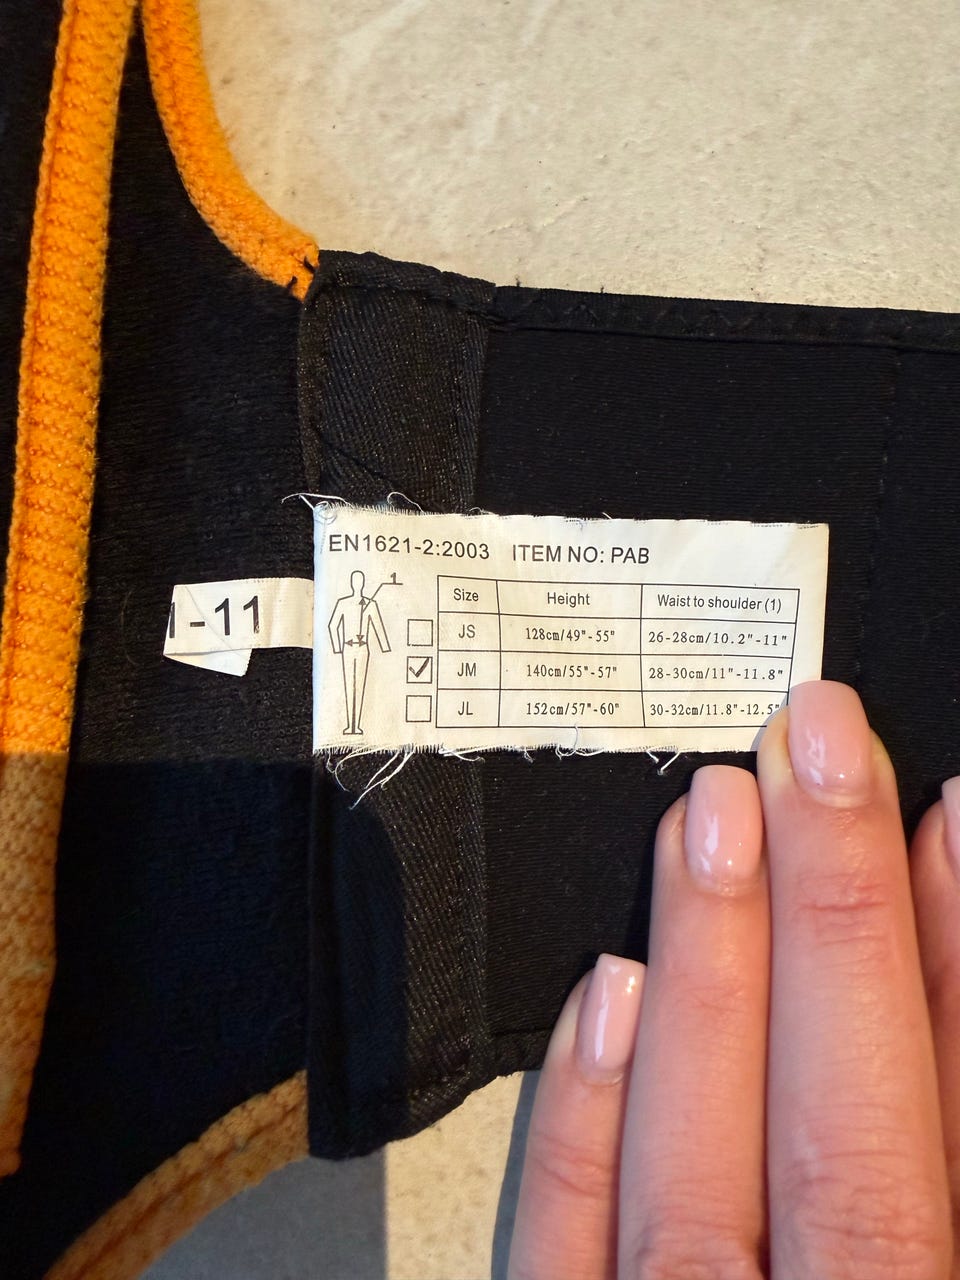 EN1621-2:2003 ITEM NO: PAB
1
Size Height Waist to shoulder (1)
JS 128cm/49"-55" 26-28cm/10.2"-11"
JM 140cm/55"-57" 28-30cm/11"-11.8"
JL 152cm/57"-60" 30-32cm/11.8"-12.5"
-11